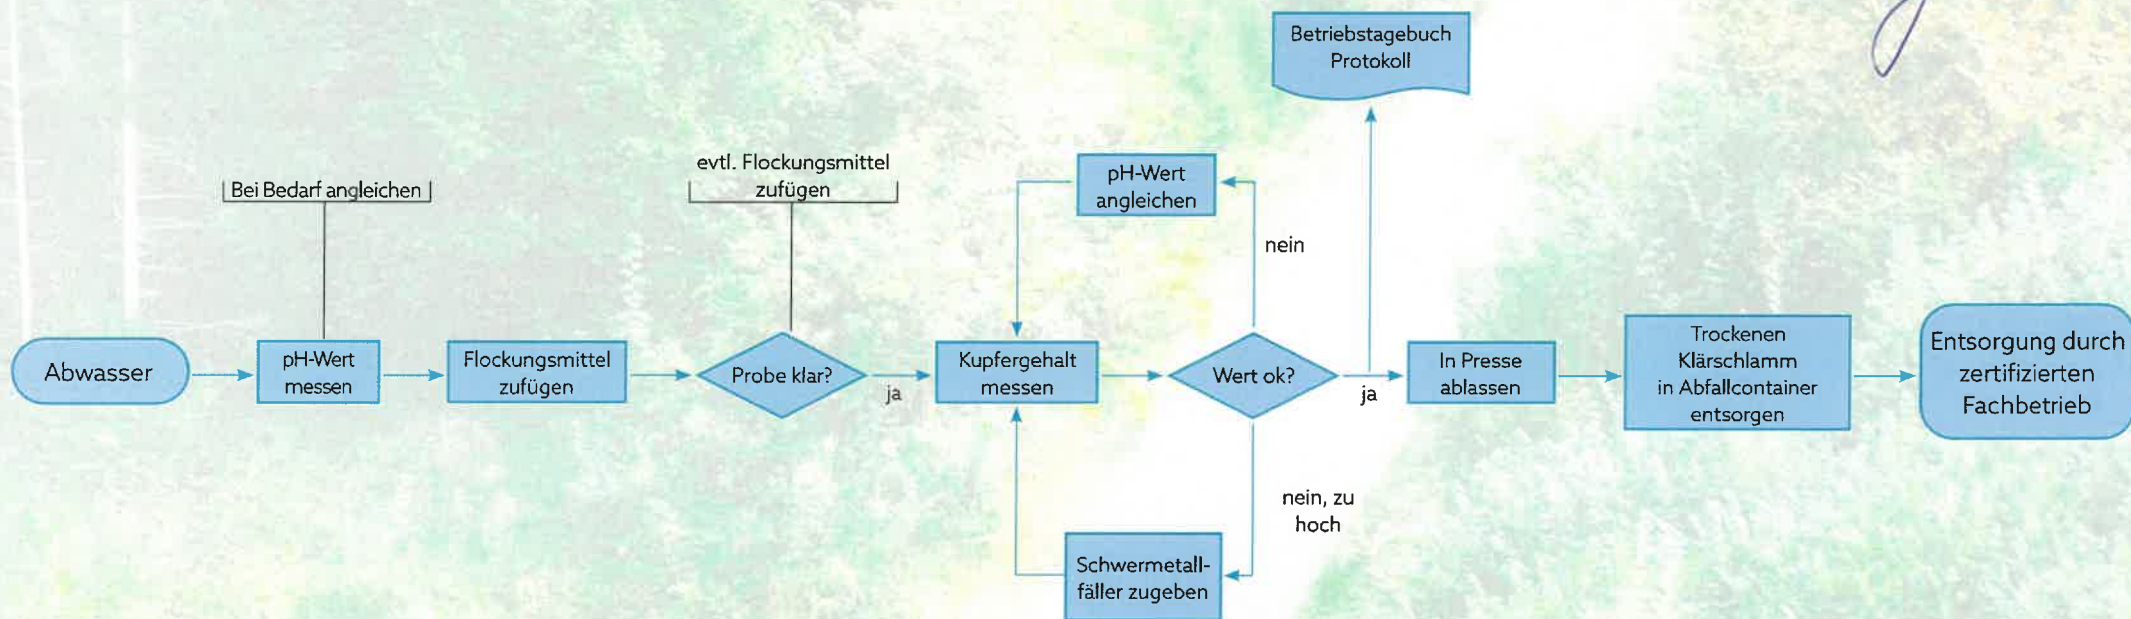 Betriebstagebuch
Protokoll
evtl. Flockungsmittel
zufügen
Bei Bedarf angleichen
pH-Wert
angleichen
nein
Abwasser
pH-Wert
messen
Flockungsmittel
zufügen
Probe klar?
ja
Kupfergehalt
messen
Wert ok?
ja
In Presse
ablassen
Trockenen
Klärschlamm
in Abfallcontainer
entsorgen
Entsorgung durch
zertifizierten
Fachbetrieb
nein, zu
hoch
Schwermetall-
fäller zugeben